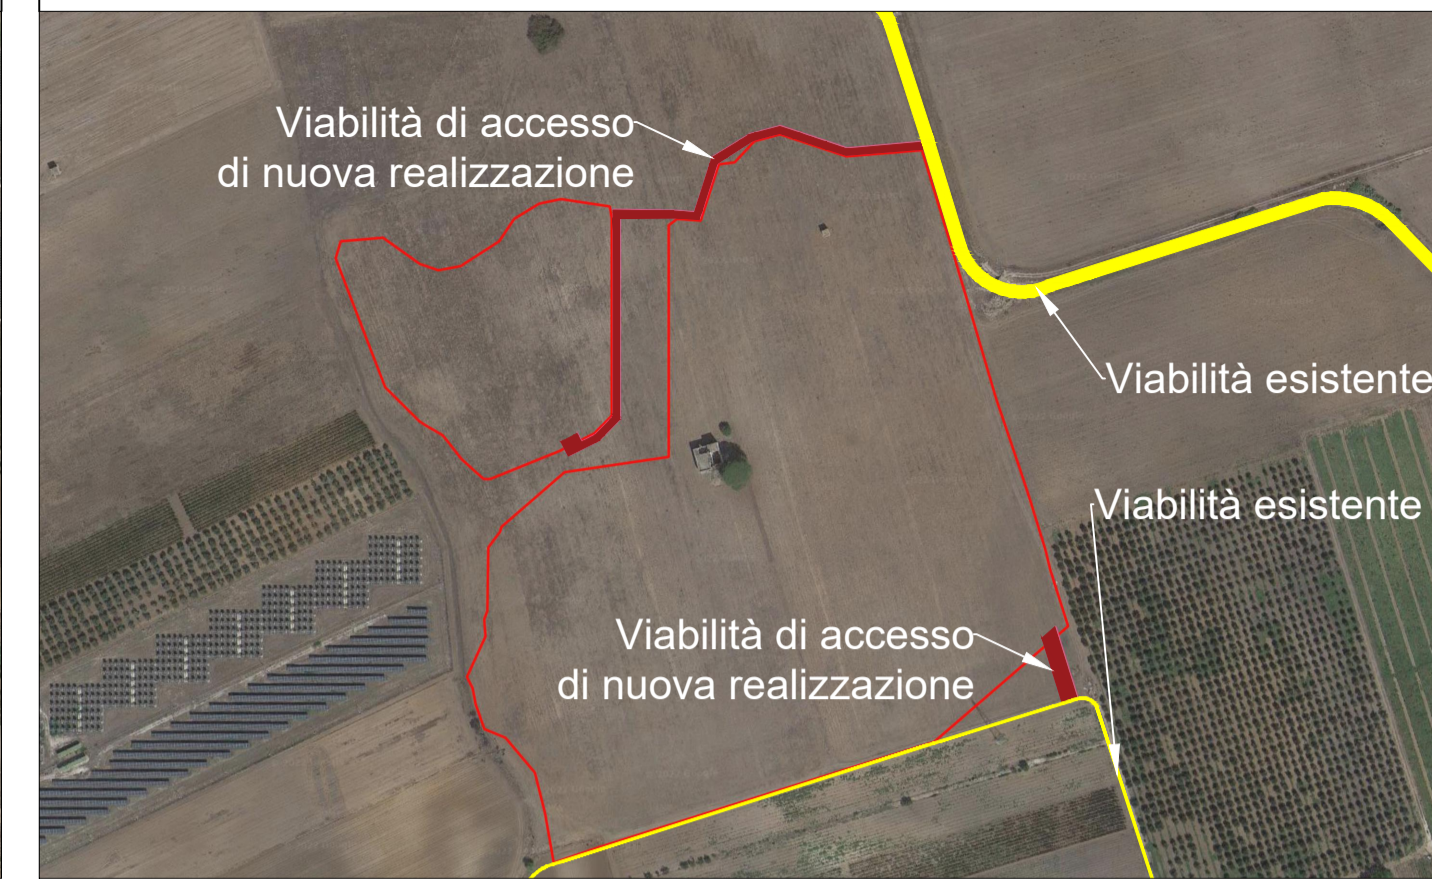 Viabilità di accesso
di nuova realizzazione
Viabilità esistente
Viabilità esistente
Viabilità di accesso
di nuova realizzazione